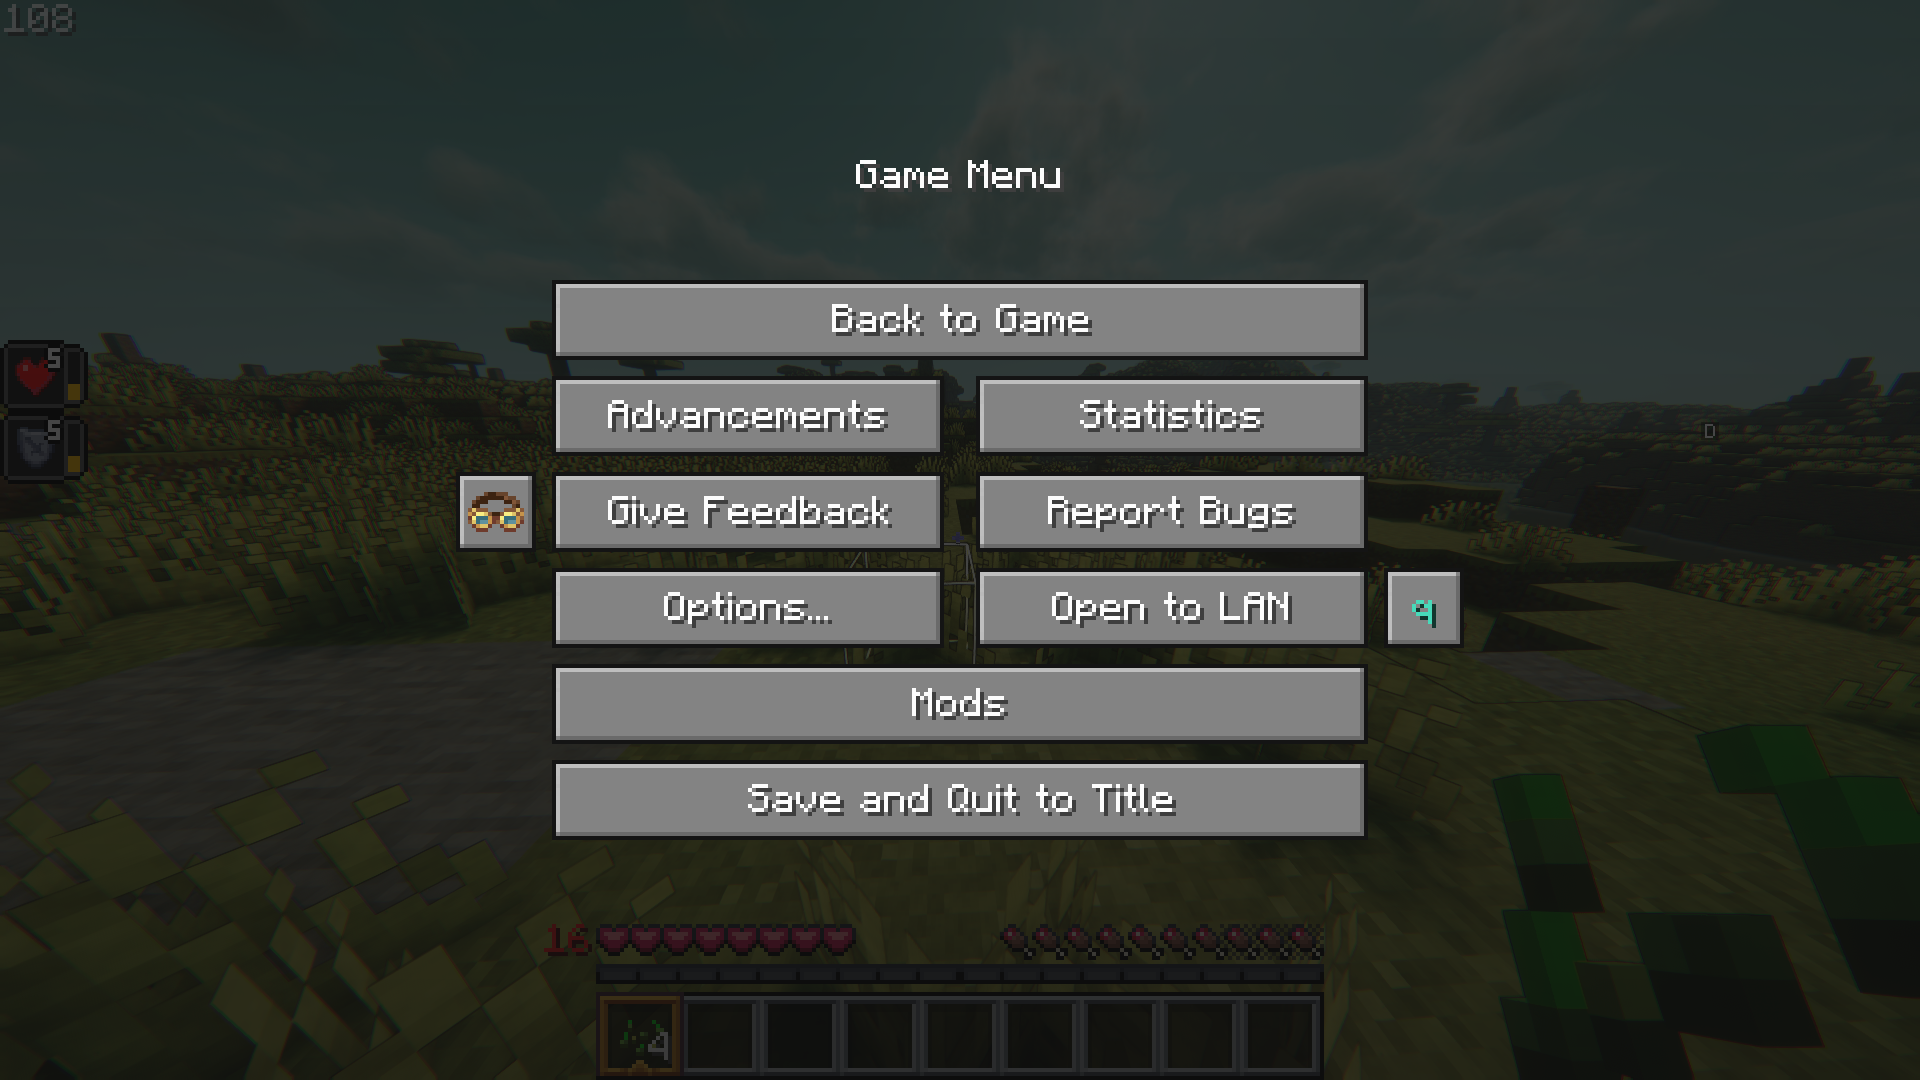 108
Game Menu
Back to Game
Advancements
Statistics
5
5
D
Give Feedback
Report Bugs
Options...
Open to LAN
Mods
Save and Quit to Title
16
4